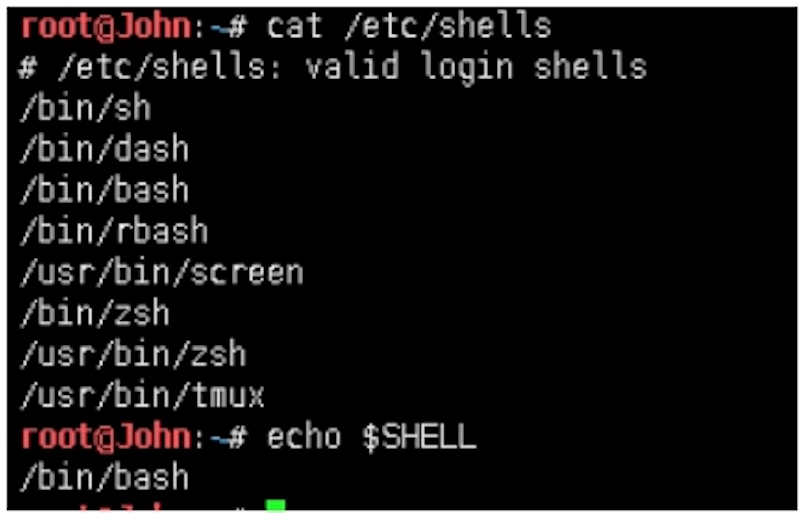 root@John:~# cat /etc/shells
# /etc/shells: valid login shells
/bin/sh
/bin/dash
/bin/bash
/bin/rbash
/usr/bin/screen
/bin/zsh
/usr/bin/zsh
/usr/bin/tmux
root@John:~# echo $SHELL
/bin/bash